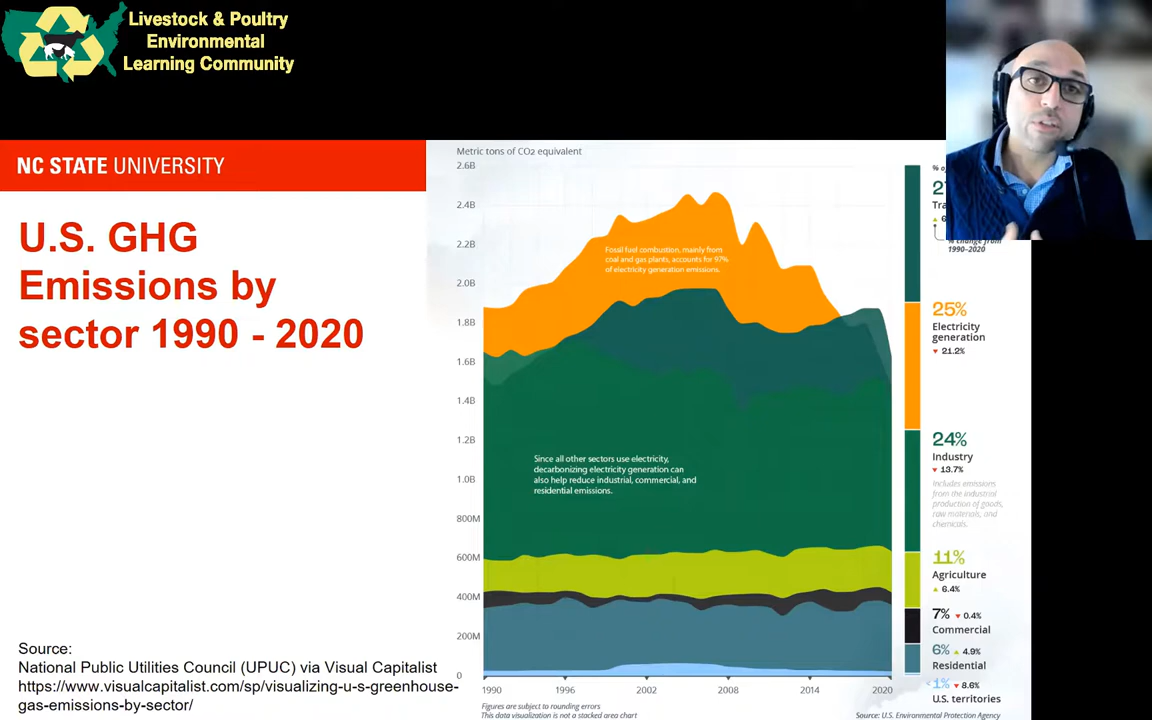 Livestock & Poultry
Environmental
Learning Community
NC STATE UNIVERSITY
U.S. GHG
Emissions by
sector 1990 - 2020
Source:
National Public Utilities Council (UPUC) via Visual Capitalist
https://www.visualcapitalist.com/sp/visualizing-u-s-greenhouse-
gas-emissions-by-sector/
Metric tons of CO2 equivalent
2.6B
2.4B
2.2B
2.0B
1.8B
1.6B
1.4B
1.2B
1.0B
800M
600M
400M
200M
0
1990
1996
2002
2008
2014
2020
Fossil fuel combustion, mainly from
coal and gas plants, accounts for 97%
of electricity generation emissions.
Since all other sectors use electricity,
decarbonizing electricity generation can
also help reduce industrial, commercial, and
residential emissions.
% change from
1990–2020
25%
Electricity
generation
▼ 21.2%
24%
Industry
▼ 13.7%
Includes emissions
from the industrial
production of goods,
raw materials, and
chemicals.
11%
Agriculture
▲ 6.4%
7% ▼ 0.4%
Commercial
6% ▲ 4.9%
Residential
<1% ▼ 8.6%
U.S. territories
Figures are subject to rounding errors
This data visualization is not a stacked area chart
Source: U.S. Environmental Protection Agency